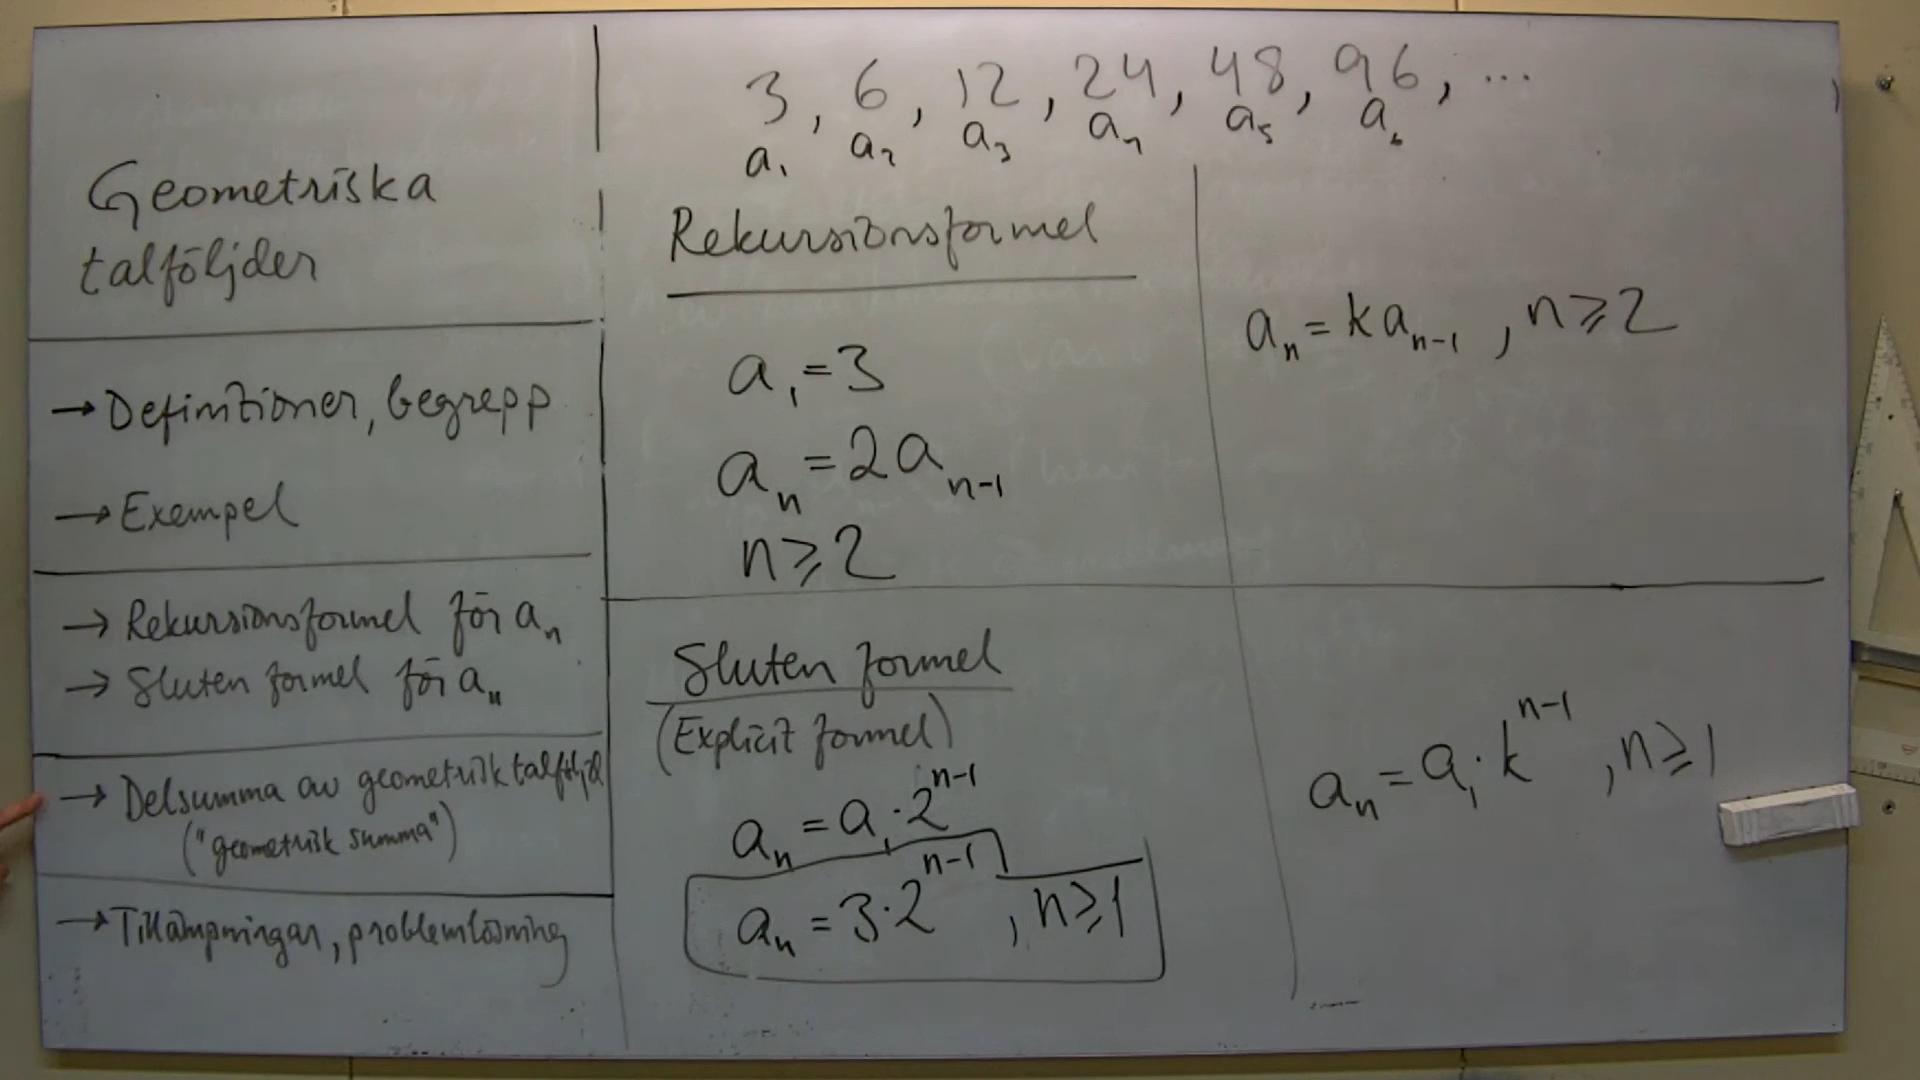 Geometriska
talföljder
→ Definitioner, begrepp
→ Exempel
→ Rekursionsformel för aₙ
→ Sluten formel för aₙ
→ Delsumma av geometrisk talföljd
("geometrisk summa")
→ Tillämpningar, problemlösning
3, 6, 12, 24, 48, 96, ...
a₁ a₂ a₃ a₄ a₅ a₆
Rekursionsformel
a₁ = 3
aₙ = 2aₙ₋₁
n ≥ 2
aₙ = kaₙ₋₁, n ≥ 2
Sluten formel
(Explicit formel)
aₙ = a₁·2ⁿ⁻¹
aₙ = 3·2ⁿ⁻¹, n ≥ 1
aₙ = a₁·kⁿ⁻¹, n ≥ 1